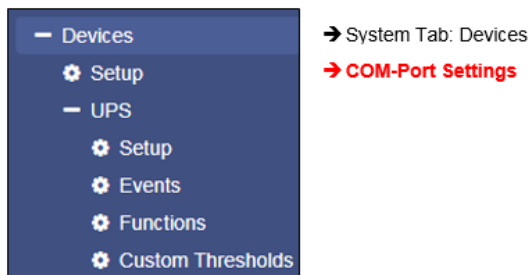 Devices
Setup
UPS
Setup
Events
Functions
Custom Thresholds
➔ System Tab: Devices
➔ COM-Port Settings